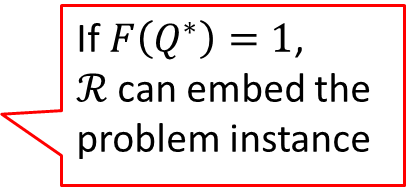 If F(Q*) = 1,
ℛ can embed the
problem instance